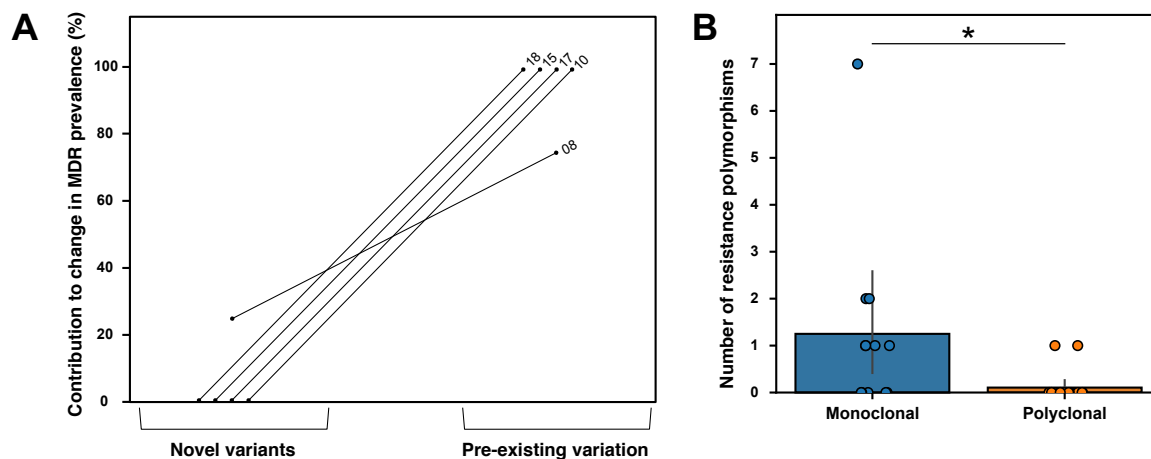 A
Contribution to change in MDR prevalence (%)
100
80
60
40
20
0
18
15
17
10
08
Novel variants
Pre-existing variation
B
*
Number of resistance polymorphisms
7
6
5
4
3
2
1
0
Monoclonal
Polyclonal